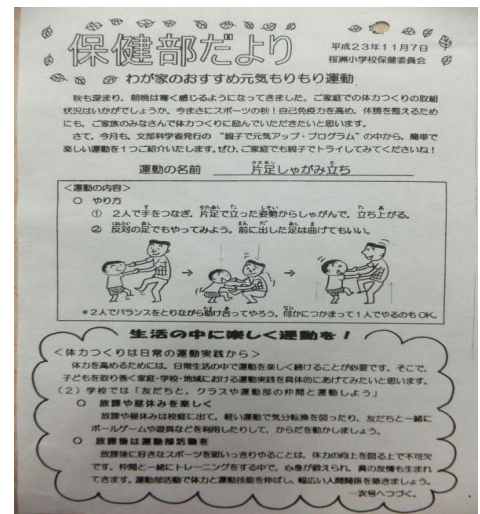 保健部だより
平成23年11月7日
桜洲小学校保健委員会
わが家のおすすめ元気もりもり運動
秋も深まり、朝晩は寒く感じるようになってきました。ご家庭での体力つくりの取組
状況はいかがでしょうか。今まさにスポーツの秋！自己免疫力を高め、体調を整えるため
にも、ご家族のみなさんで体力つくりに励んでいただきたいと思います。
さて、今月も、文部科学省発行の“親子で元気アップ・プログラム”の中から、簡単で
楽しい運動を１つご紹介いたします。ぜひ、ご家庭でも親子でトライしてみてくださいね！
運動の名前 片足しゃがみ立ち
＜運動の内容＞
○ やり方
① ２人で手をつなぎ、片足で立った姿勢からしゃがんで、立ち上がる。
② 反対の足でもやってみよう。前に出した足は曲げてもいい。
＊２人でバランスをとりながら助け合ってやろう。何かにつかまって１人でやるのもOK。
生活の中に楽しく運動を！
＜体力つくりは日常の運動実践から＞
体力を高めるためには、日常生活の中で運動を楽しく続けることが必要です。そこで、
子どもを取り巻く家庭・学校・地域における運動実践を具体的にあげてみたいと思います。
（２）学校では「友だちと、クラスや運動部の仲間と運動しよう」
○ 放課や昼休みを楽しく
放課や昼休みは校庭に出て、軽い運動で気分転換を図ったり、友だちと一緒に
ボールゲームや遊具などを利用したりして、からだを動かしましょう。
○ 放課後は運動部活動を
放課後に好きなスポーツを思いっきりやることは、体力の向上を図る上で不可欠
です。仲間と一緒にトレーニングをする中で、心身が鍛えられ、真の友情も生まれ
てきます。運動部活動で体力と運動技能を伸ばし、幅広い人間関係を築きましょう。
…次号へつづく。